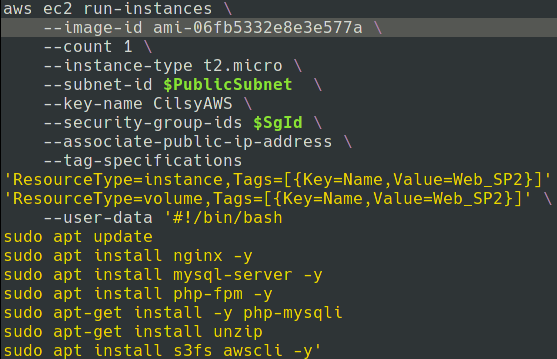 aws ec2 run-instances \
--image-id ami-06fb5332e8e3e577a \
--count 1 \
--instance-type t2.micro \
--subnet-id $PublicSubnet \
--key-name CilsyAWS \
--security-group-ids $SgId \
--associate-public-ip-address \
--tag-specifications
'ResourceType=instance,Tags=[{Key=Name,Value=Web_SP2}]'
'ResourceType=volume,Tags=[{Key=Name,Value=Web_SP2}]' \
--user-data '#!/bin/bash
sudo apt update
sudo apt install nginx -y
sudo apt install mysql-server -y
sudo apt install php-fpm -y
sudo apt-get install -y php-mysqli
sudo apt-get install unzip
sudo apt install s3fs awscli -y'